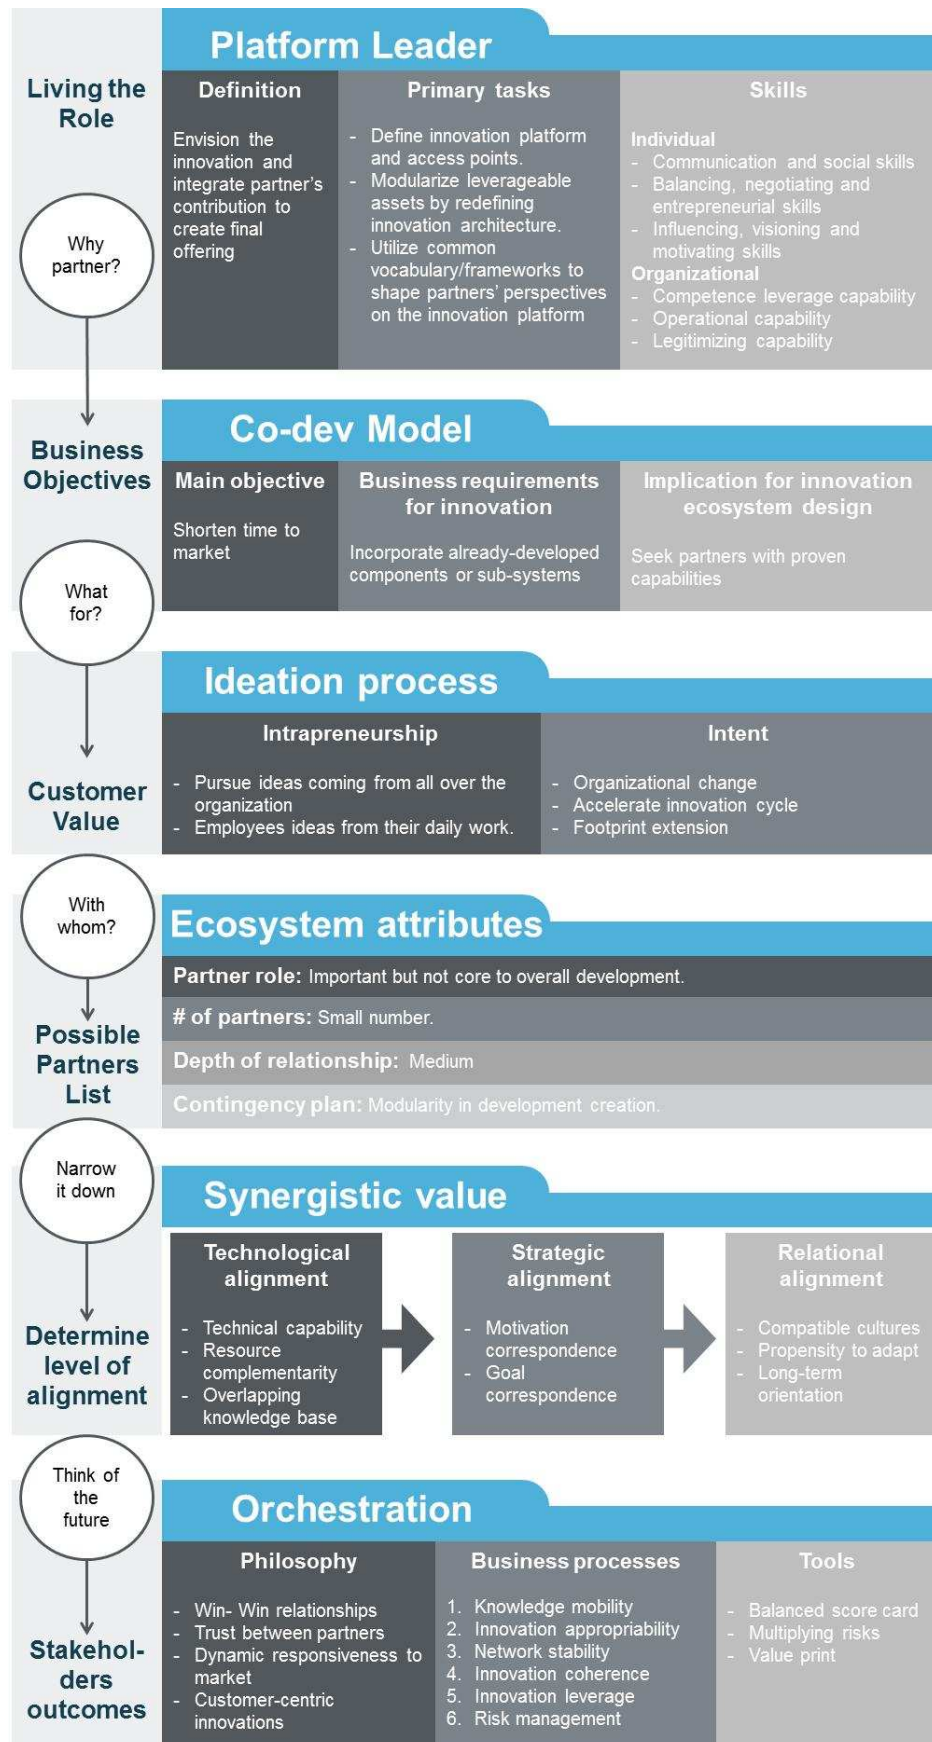 Platform Leader
Living the
Role
Definition
Envision the
innovation and
integrate partner's
contribution to
create final
offering
Primary tasks
- Define innovation platform
and access points.
- Modularize leverageable
assets by redefining
innovation architecture.
- Utilize common
vocabulary/frameworks to
shape partners' perspectives
on the innovation platform
Skills
Individual
- Communication and social skills
- Balancing, negotiating and
entrepreneurial skills
- Influencing, visioning and
motivating skills
Organizational
- Competence leverage capability
- Operational capability
- Legitimizing capability
Why
partner?
Co-dev Model
Business
Objectives
Main objective
Shorten time to
market
Business requirements
for innovation
Incorporate already-developed
components or sub-systems
Implication for innovation
ecosystem design
Seek partners with proven
capabilities
What
for?
Ideation process
Customer
Value
Intrapreneurship
- Pursue ideas coming from all over the
organization
- Employees ideas from their daily work.
Intent
- Organizational change
- Accelerate innovation cycle
- Footprint extension
With
whom?
Ecosystem attributes
Possible
Partners
List
Partner role: Important but not core to overall development.
# of partners: Small number.
Depth of relationship: Medium
Contingency plan: Modularity in development creation.
Narrow
it down
Synergistic value
Determine
level of
alignment
Technological
alignment
- Technical capability
- Resource
complementarity
- Overlapping
knowledge base
Strategic
alignment
- Motivation
correspondence
- Goal
correspondence
Relational
alignment
- Compatible cultures
- Propensity to adapt
- Long-term
orientation
Think of
the
future
Orchestration
Stakehol-
ders
outcomes
Philosophy
- Win- Win relationships
- Trust between partners
- Dynamic responsiveness to
market
- Customer-centric
innovations
Business processes
1. Knowledge mobility
2. Innovation appropriability
3. Network stability
4. Innovation coherence
5. Innovation leverage
6. Risk management
Tools
- Balanced score card
- Multiplying risks
- Value print